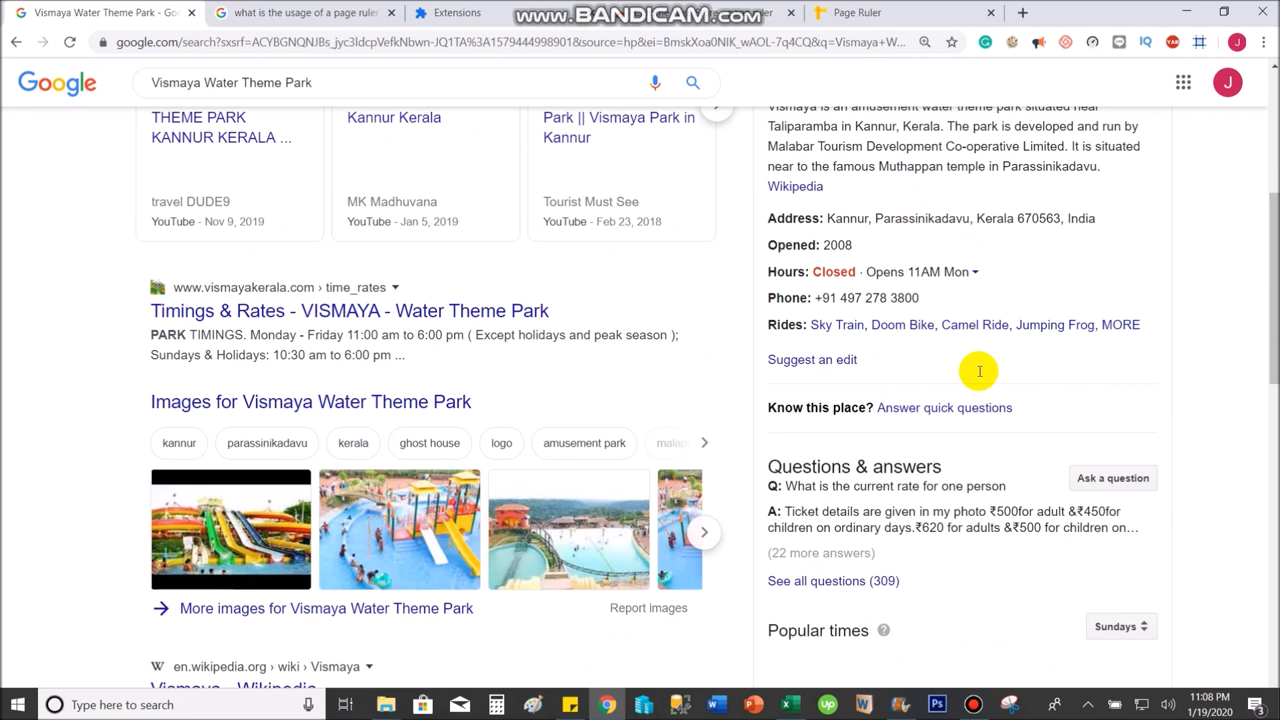 Vismaya Water Theme Park - Go
what is the usage of a page ruler
Extensions
ruler
Page Ruler
www.BANDICAM.com
google.com/search?sxsrf=ACYBGNQNJBs_jyc3ldcpVefkNbwn-JQ1TA%3A1579444998901&source=hp&ei=BmskXoa0NIK_wAOL-7q4CQ&q=Vismaya+W...
Google
Vismaya Water Theme Park
J
THEME PARK
KANNUR KERALA ...
travel DUDE9
YouTube - Nov 9, 2019
Kannur Kerala
MK Madhuvana
YouTube - Jan 5, 2019
Park || Vismaya Park in
Kannur
Tourist Must See
YouTube - Feb 23, 2018
www.vismayakerala.com › time_rates
Timings & Rates - VISMAYA - Water Theme Park
PARK TIMINGS. Monday - Friday 11:00 am to 6:00 pm ( Except holidays and peak season );
Sundays & Holidays: 10:30 am to 6:00 pm ...
Images for Vismaya Water Theme Park
kannur
parassinikadavu
kerala
ghost house
logo
amusement park
More images for Vismaya Water Theme Park
Report images
en.wikipedia.org › wiki › Vismaya
Vismaya - Wikipedia
Vismaya is an amusement water theme park situated near
Taliparamba in Kannur, Kerala. The park is developed and run by
Malabar Tourism Development Co-operative Limited. It is situated
near to the famous Muthappan temple in Parassinikadavu.
Wikipedia
Address: Kannur, Parassinikadavu, Kerala 670563, India
Opened: 2008
Hours: Closed · Opens 11AM Mon
Phone: +91 497 278 3800
Rides: Sky Train, Doom Bike, Camel Ride, Jumping Frog, MORE
Suggest an edit
Know this place? Answer quick questions
Questions & answers
Ask a question
Q: What is the current rate for one person
A: Ticket details are given in my photo ₹500for adult &₹450for
children on ordinary days.₹620 for adults &₹500 for children on...
(22 more answers)
See all questions (309)
Popular times
Sundays
Type here to search
11:08 PM
1/19/2020